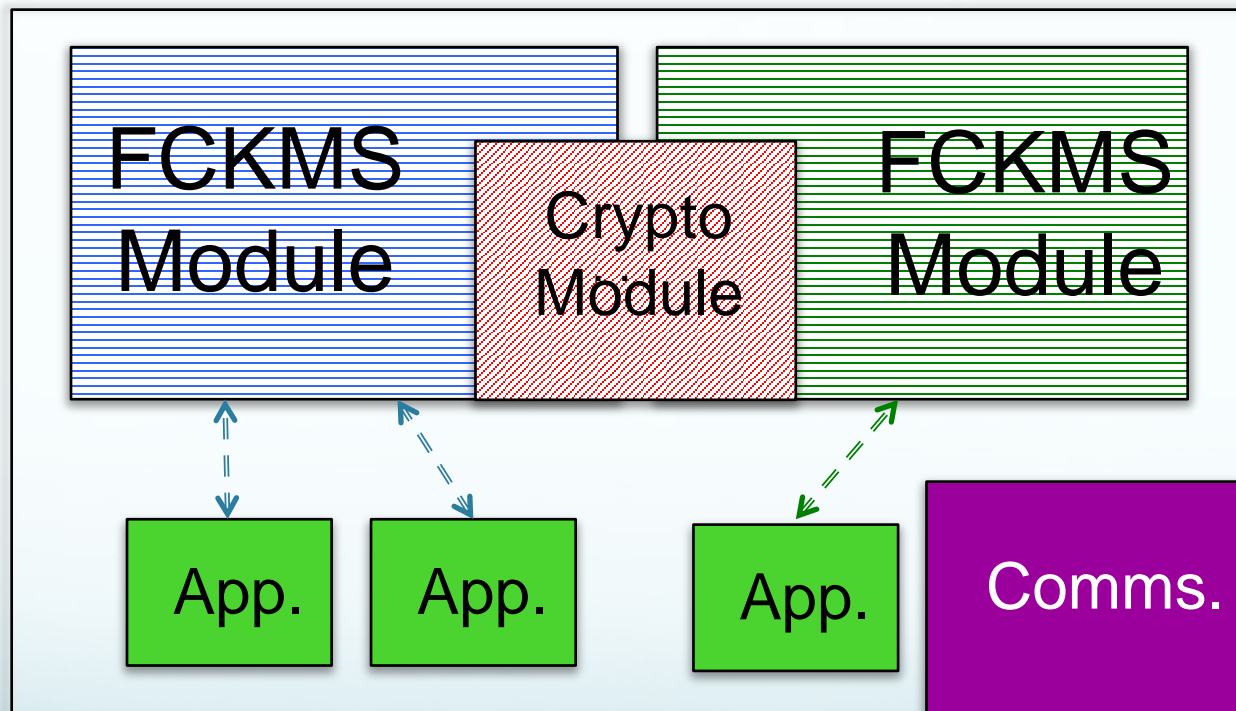 FCKMS
Module
Crypto
Module
FCKMS
Module
App.
App.
App.
Comms.